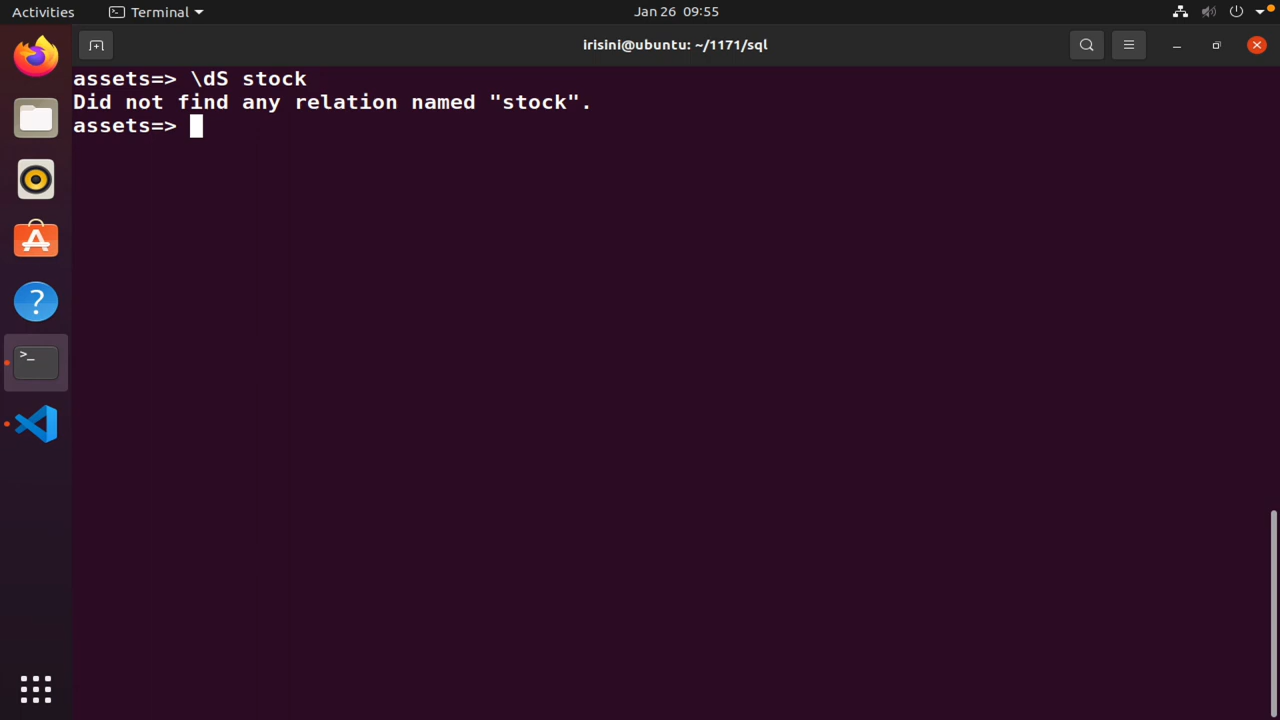 Activities
Terminal
Jan 26 09:55
irisini@ubuntu: ~/1171/sql
assets=> \dS stock
Did not find any relation named "stock".
assets=>